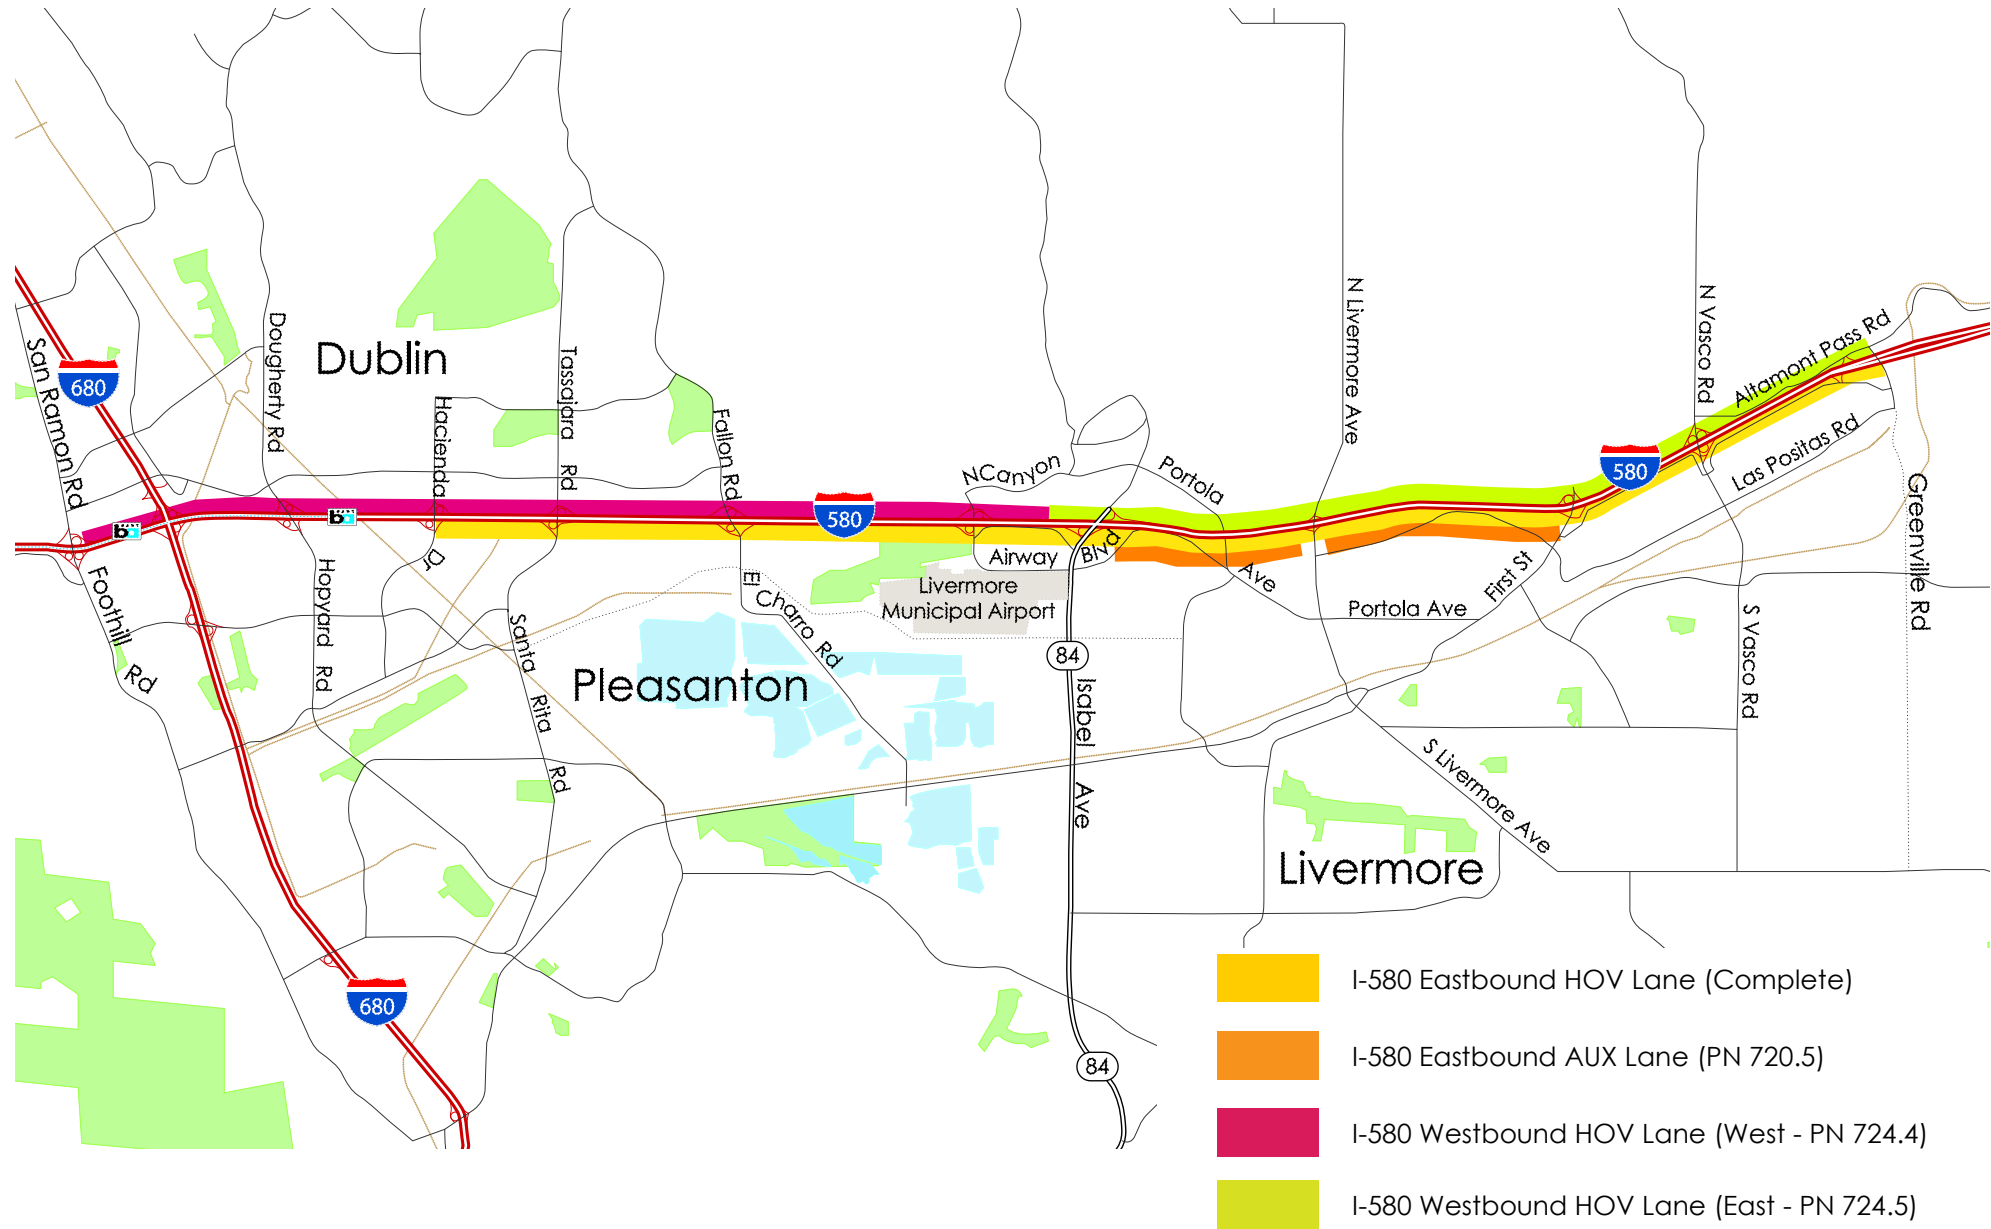 San Ramon Rd
680
Dougherty Rd
Dublin
Hacienda
Dr
Tassajara Rd
Fallon Rd
580
N Canyon
Portola
Ave
N Livermore Ave
N Vasco Rd
Altamont Pass Rd
580
Las Positas Rd
Greenville Rd
Foothill Rd
Hopyard Rd
Santa Rita Rd
El Charro Rd
Airway Blvd
Livermore
Municipal Airport
Portola Ave
First St
S Vasco Rd
Pleasanton
84
Isabel Ave
S Livermore Ave
Livermore
680
84
I-580 Eastbound HOV Lane (Complete)
I-580 Eastbound AUX Lane (PN 720.5)
I-580 Westbound HOV Lane (West - PN 724.4)
I-580 Westbound HOV Lane (East - PN 724.5)